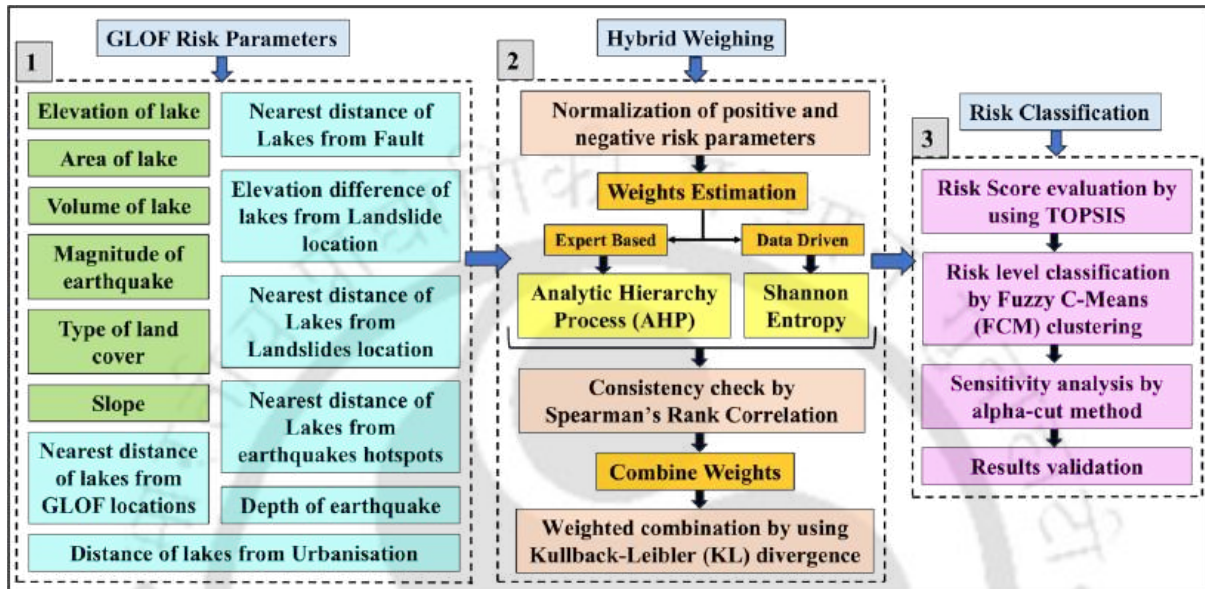 GLOF Risk Parameters
1
Elevation of lake
Area of lake
Volume of lake
Magnitude of
earthquake
Type of land
cover
Slope
Nearest distance
of lakes from
GLOF locations
Nearest distance of
Lakes from Fault
Elevation difference of
lakes from Landslide
location
Nearest distance of
Lakes from
Landslides location
Nearest distance of
Lakes from
earthquakes hotspots
Depth of earthquake
Distance of lakes from Urbanisation
Hybrid Weighing
2
Normalization of positive and
negative risk parameters
Weights Estimation
Expert Based
Data Driven
Analytic Hierarchy
Process (AHP)
Shannon
Entropy
Consistency check by
Spearman's Rank Correlation
Combine Weights
Weighted combination by using
Kullback-Leibler (KL) divergence
Risk Classification
3
Risk Score evaluation by
using TOPSIS
Risk level classification
by Fuzzy C-Means
(FCM) clustering
Sensitivity analysis by
alpha-cut method
Results validation